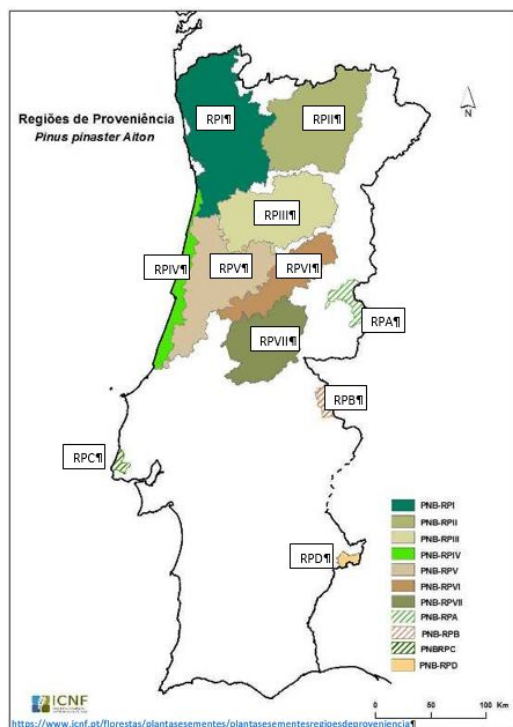 Regiões de Proveniência
Pinus pinaster Aiton
N
RPI¶
RPII¶
RPIII¶
RPIV¶
RPV¶
RPVI¶
RPA¶
RPVII¶
RPB¶
RPC¶
RPD¶
PNB-RPI
PNB-RPII
PNB-RPIII
PNB-RPIV
PNB-RPV
PNB-RPVI
PNB-RPVII
PNB-RPA
PNB-RPB
PNBRPC
PNB-RPD
0 50 100 Km
ICNF
https://www.icnf.pt/florestas/plantasesementes/plantasesementesregioesdeproveniencia¶